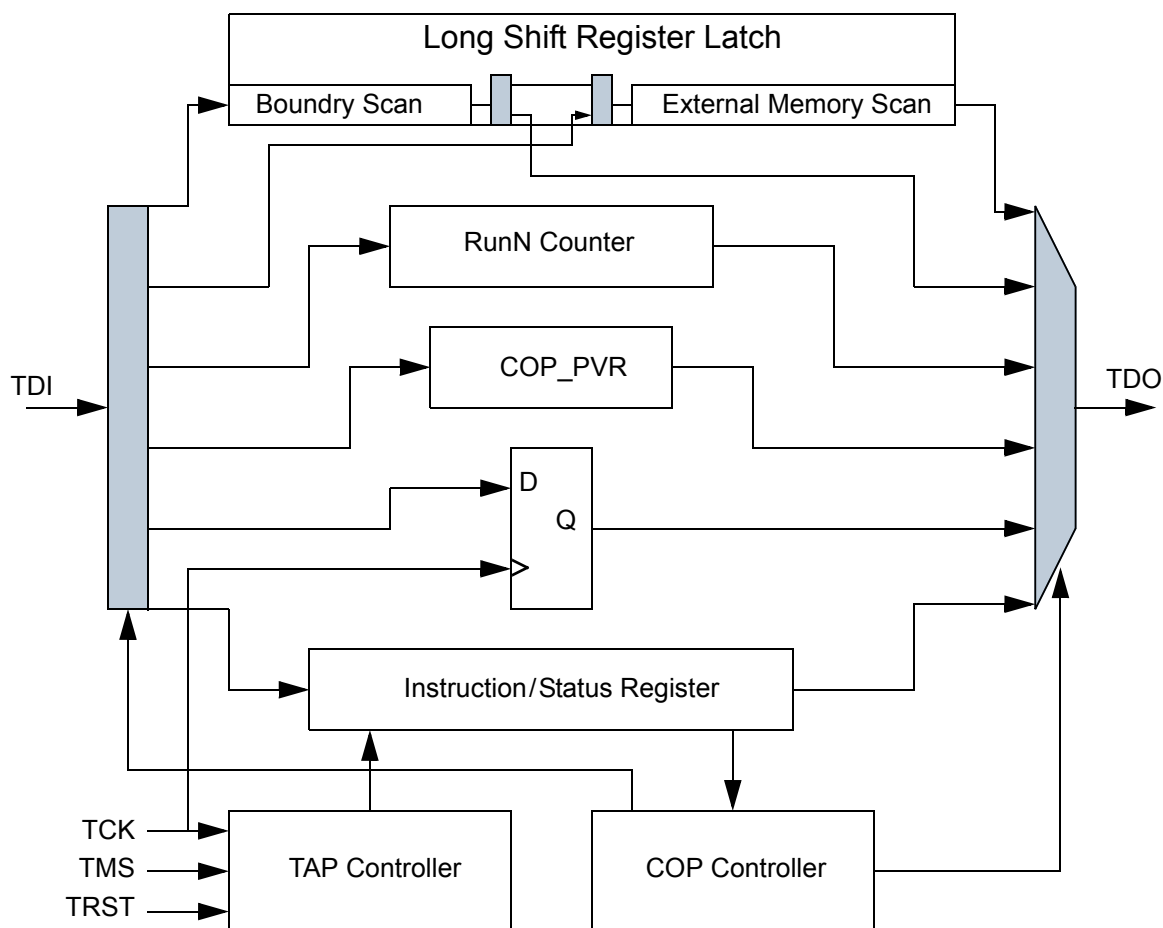 Long Shift Register Latch
Boundry Scan
External Memory Scan
RunN Counter
COP_PVR
TDI
TDO
D
Q
Instruction/Status Register
TCK
TMS
TRST
TAP Controller
COP Controller